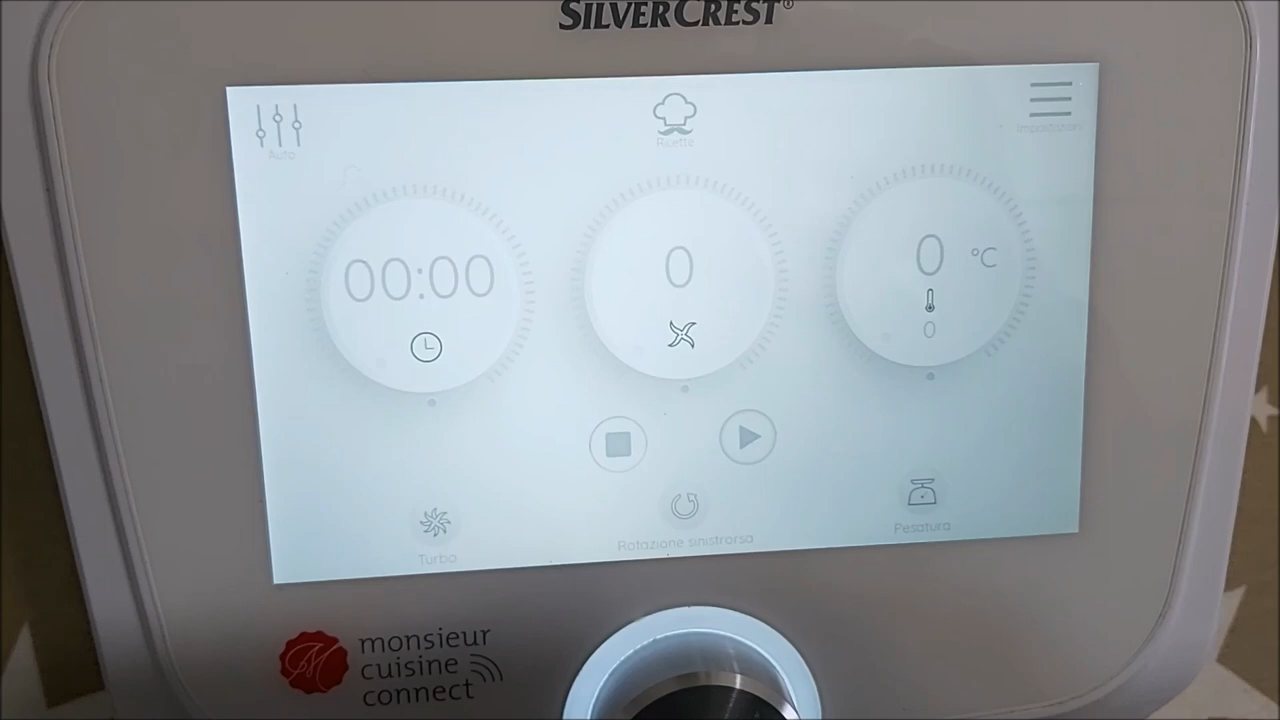 SILVERCREST®
Auto
Ricette
Impostazioni
00:00
0
0 °C
0
Turbo
Rotazione sinistrorsa
Pesatura
monsieur
cuisine
connect